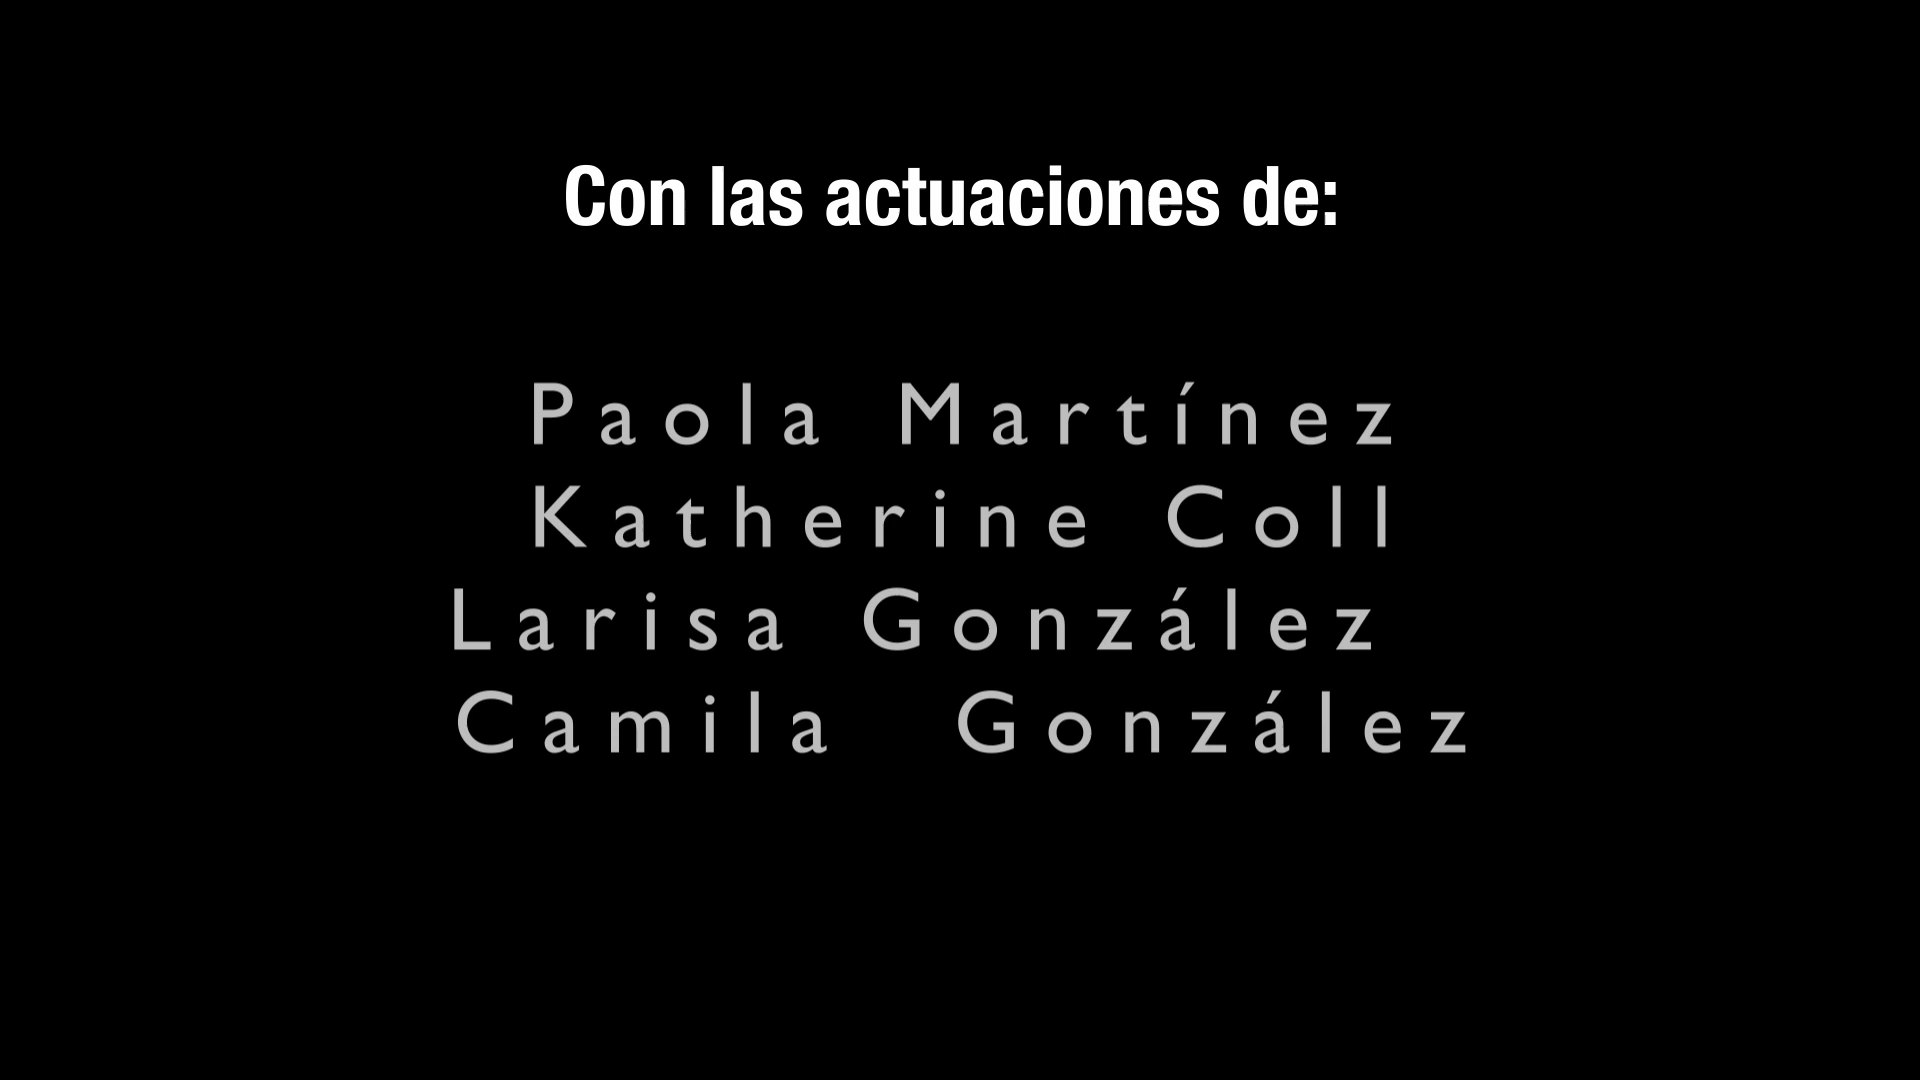 Con las actuaciones de:
Paola Martínez
Katherine Coll
Larisa González
Camila González